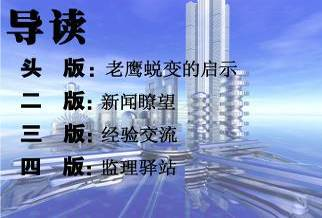 导读
头 版：老鹰蜕变的启示
二 版：新闻瞭望
三 版：经验交流
四 版：监理驿站